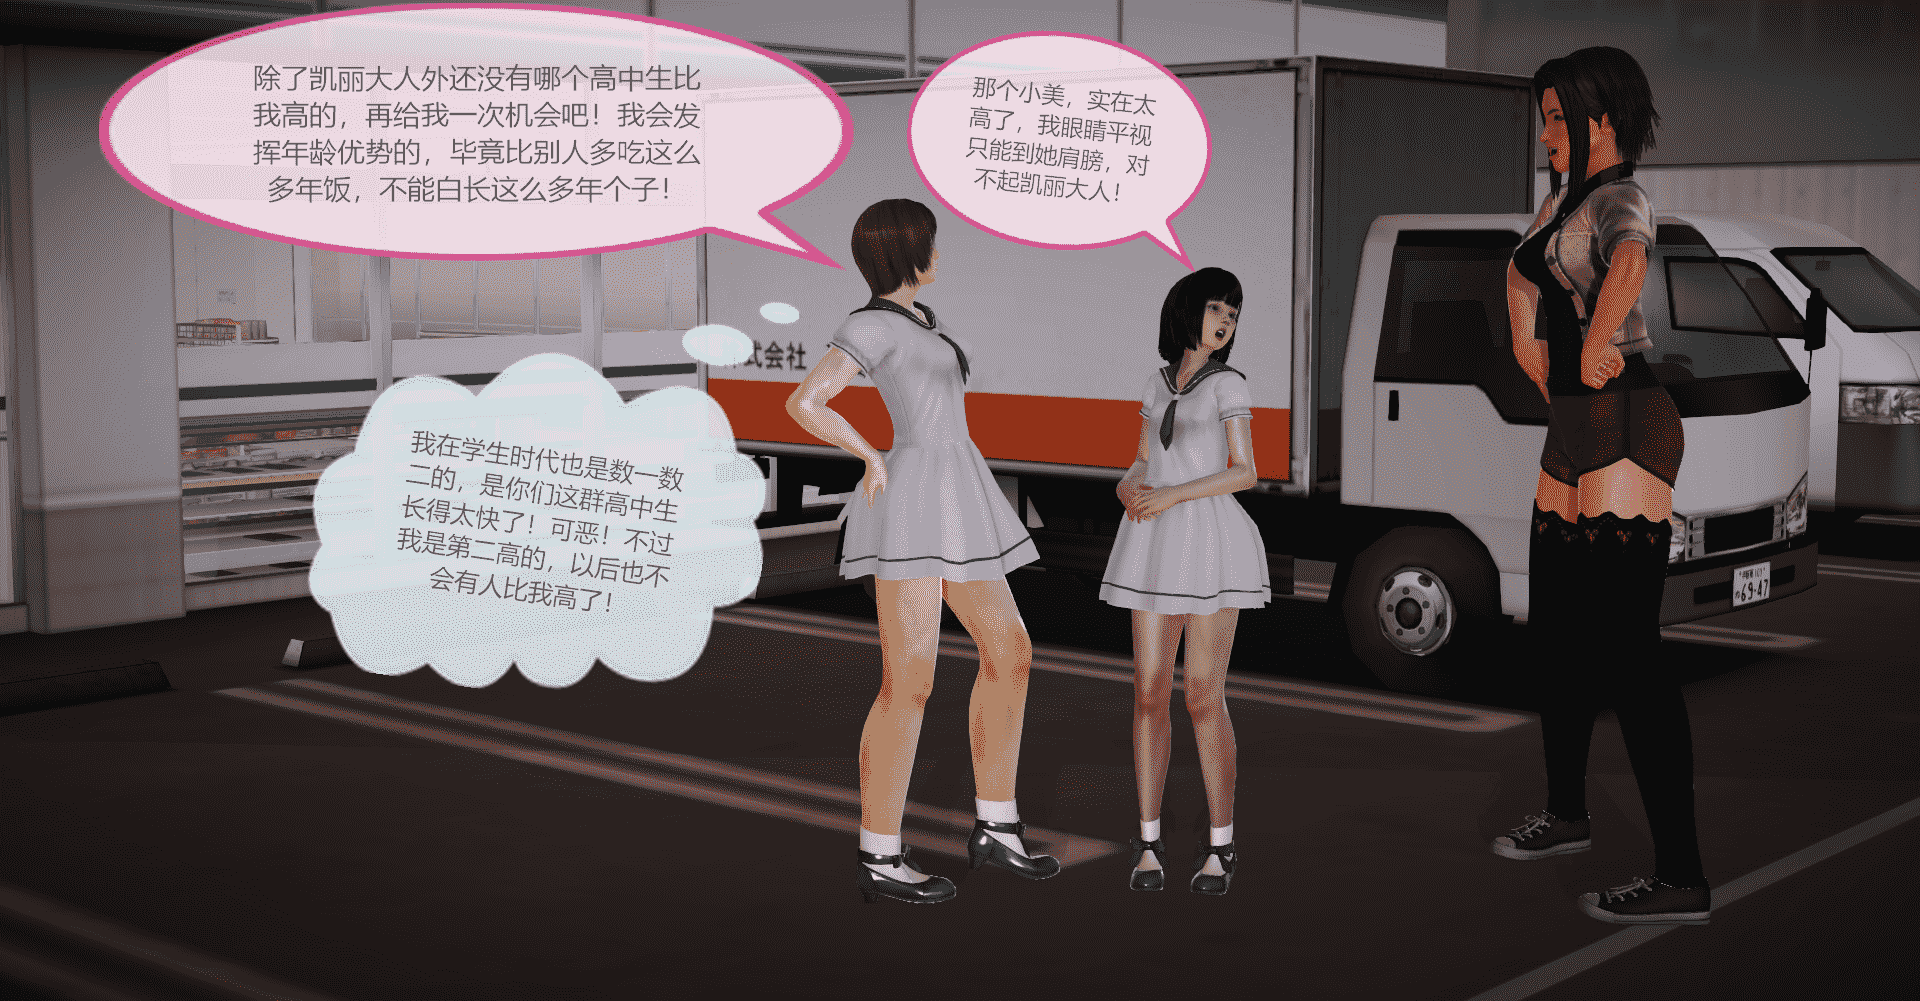 除了凯丽大人外还没有哪个高中生比
我高的，再给我一次机会吧！我会发
挥年龄优势的，毕竟比别人多吃这么
多年饭，不能白长这么多年个子！
那个小美，实在太
高了，我眼睛平视
只能到她肩膀，对
不起凯丽大人！
我在学生时代也是数一数
二的，是你们这群高中生
长得太快了！可恶！不过
我是第二高的，以后也不
会有人比我高了！
式会社
69-47